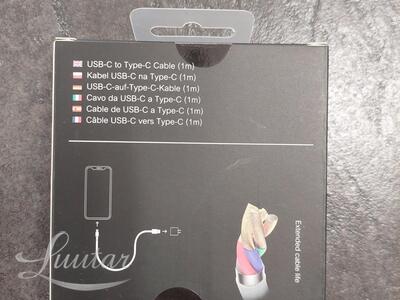 USB-C to Type-C Cable (1m)
Kabel USB-C na Type-C (1m)
USB-C-auf-Type-C-Kable (1m)
Cavo da USB-C a Type-C (1m)
Cable de USB-C a Type-C (1m)
Câble USB-C vers Type-C (1m)
Extended cable life
Luutar